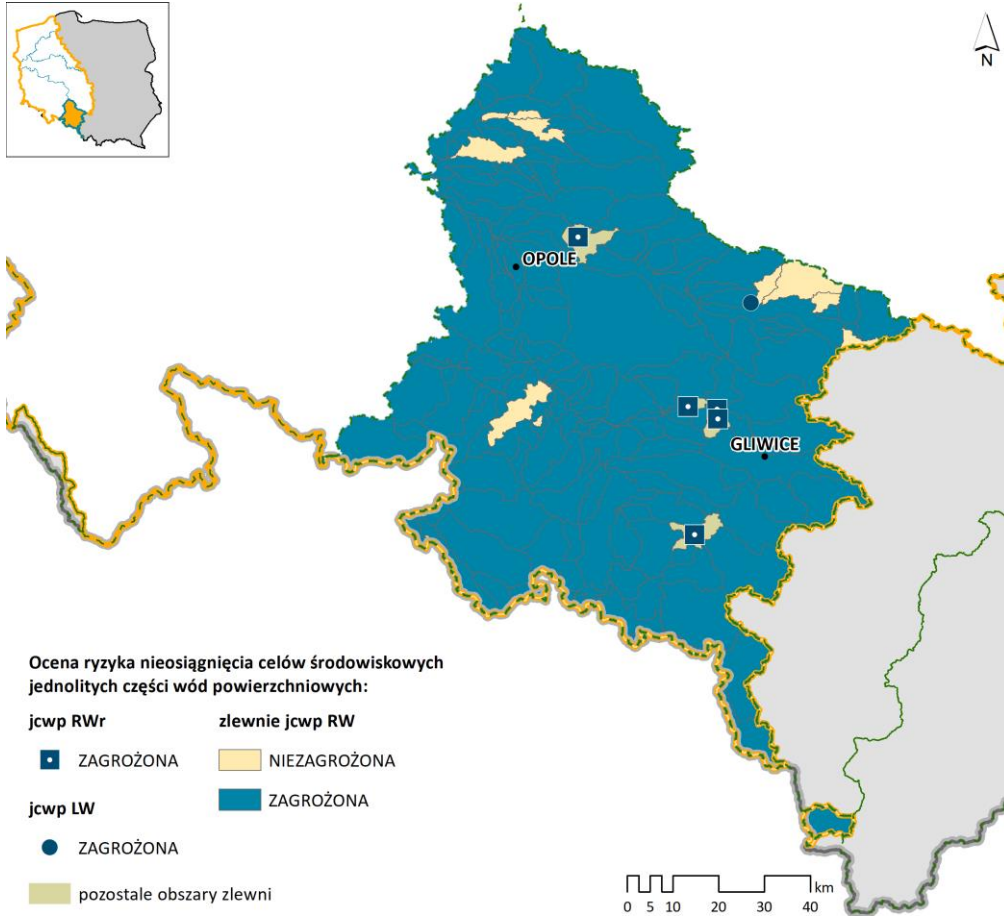 N
OPOLE
GLIWICE
Ocena ryzyka nieosiągnięcia celów środowiskowych
jednolitych części wód powierzchniowych:
jcwp RWr
ZAGROŻONA
jcwp LW
ZAGROŻONA
pozostałe obszary zlewni
zlewnie jcwp RW
NIEZAGROŻONA
ZAGROŻONA
km
0 5 10 20 30 40